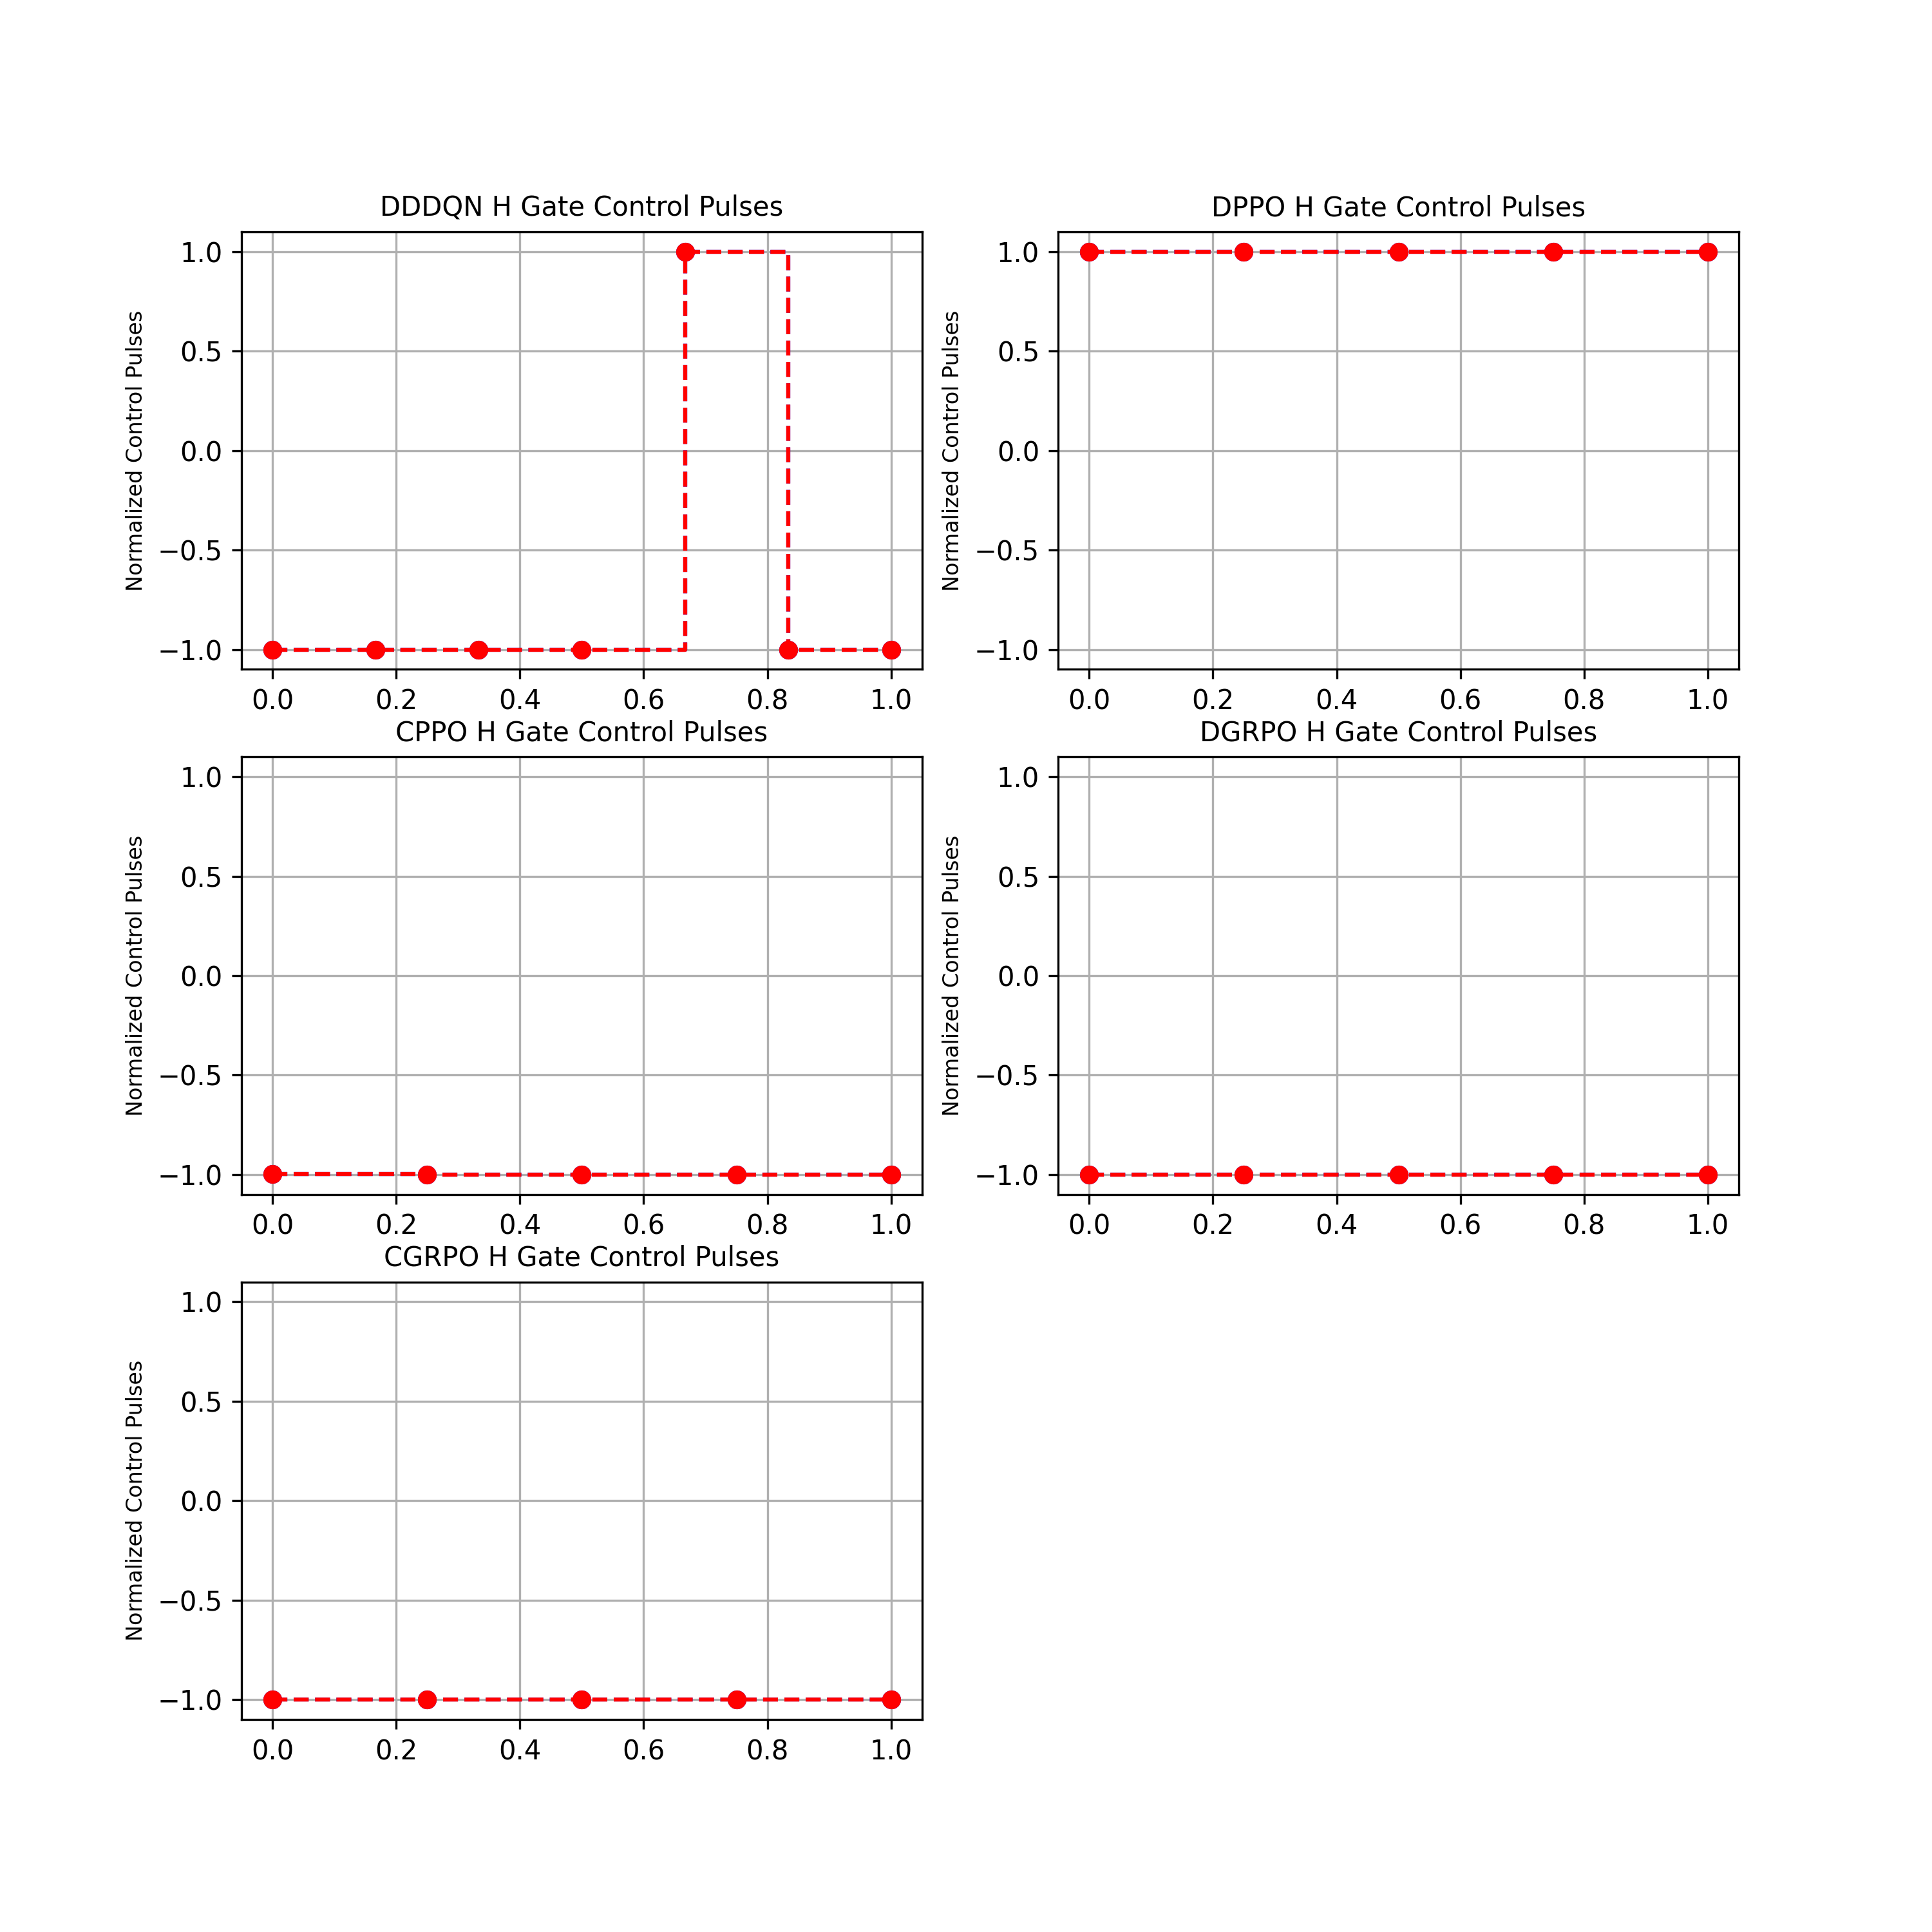 DDDQN H Gate Control Pulses
Normalized Control Pulses
1.0
0.5
0.0
−0.5
−1.0
0.0 0.2 0.4 0.6 0.8 1.0
DPPO H Gate Control Pulses
Normalized Control Pulses
1.0
0.5
0.0
−0.5
−1.0
0.0 0.2 0.4 0.6 0.8 1.0
CPPO H Gate Control Pulses
Normalized Control Pulses
1.0
0.5
0.0
−0.5
−1.0
0.0 0.2 0.4 0.6 0.8 1.0
DGRPO H Gate Control Pulses
Normalized Control Pulses
1.0
0.5
0.0
−0.5
−1.0
0.0 0.2 0.4 0.6 0.8 1.0
CGRPO H Gate Control Pulses
Normalized Control Pulses
1.0
0.5
0.0
−0.5
−1.0
0.0 0.2 0.4 0.6 0.8 1.0